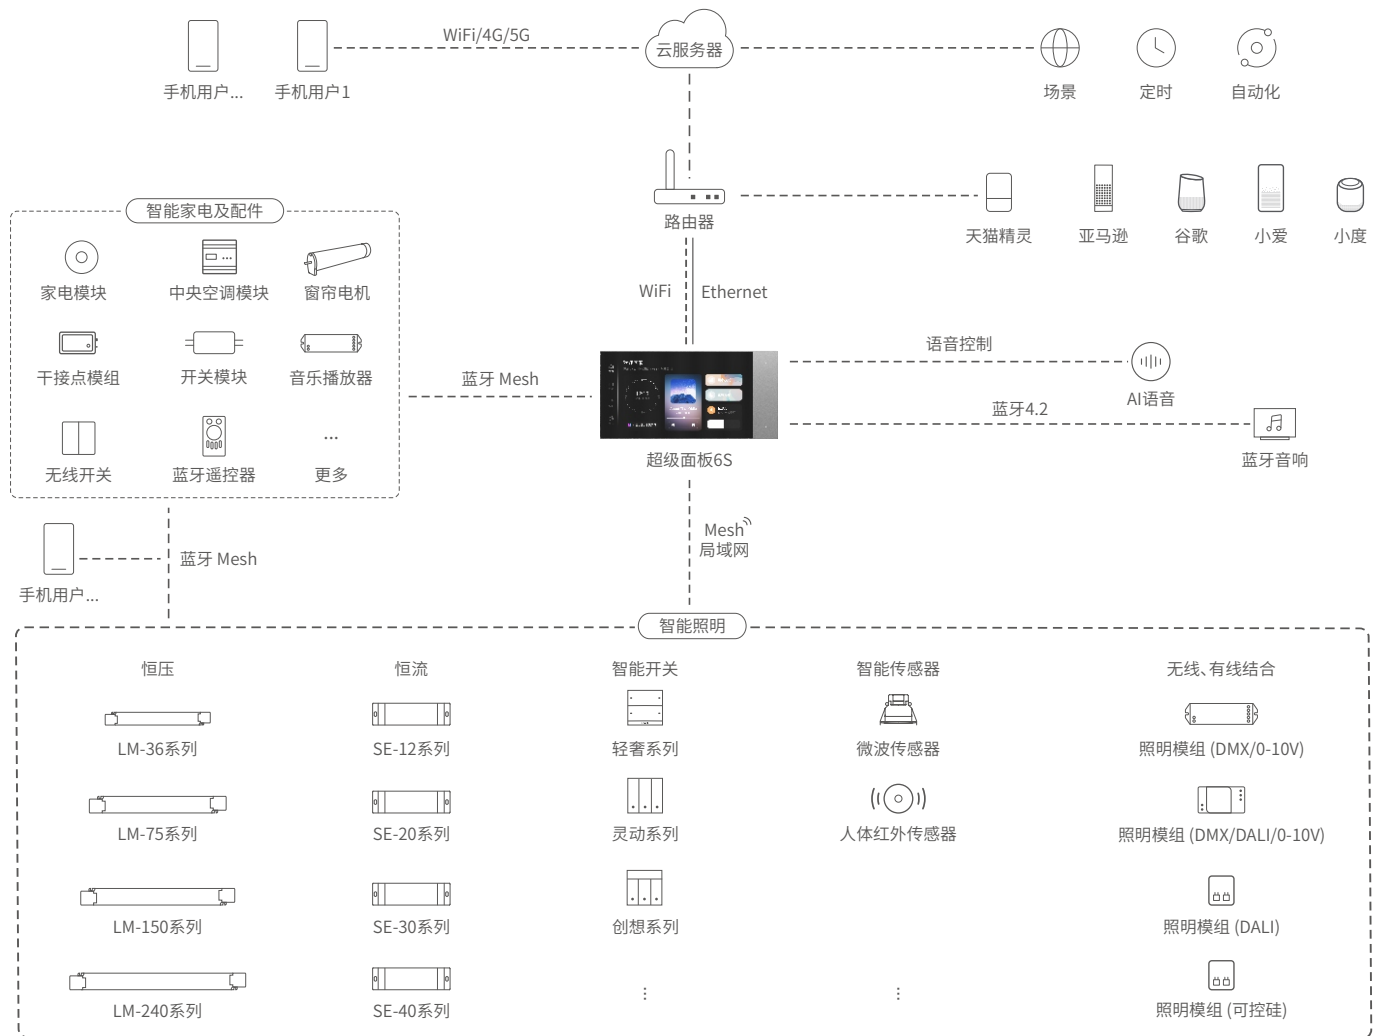 WiFi/4G/5G
云服务器
手机用户...
手机用户1
场景
定时
自动化
路由器
天猫精灵
亚马逊
谷歌
小爱
小度
智能家电及配件
家电模块
中央空调模块
窗帘电机
干接点模组
开关模块
音乐播放器
无线开关
蓝牙遥控器
...
更多
WiFi
Ethernet
蓝牙 Mesh
超级面板6S
语音控制
AI语音
蓝牙4.2
蓝牙音响
Mesh
局域网
手机用户...
蓝牙 Mesh
智能照明
恒压
恒流
智能开关
智能传感器
无线、有线结合
LM-36系列
SE-12系列
轻奢系列
微波传感器
照明模组 (DMX/0-10V)
LM-75系列
SE-20系列
灵动系列
人体红外传感器
照明模组 (DMX/DALI/0-10V)
LM-150系列
SE-30系列
创想系列
照明模组 (DALI)
LM-240系列
SE-40系列
照明模组 (可控硅)